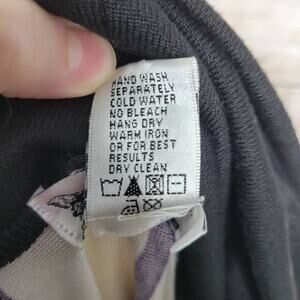 HAND WASH
SEPARATELY
COLD WATER
NO BLEACH
HANG DRY
WARM IRON
OR FOR BEST
RESULTS
DRY CLEAN